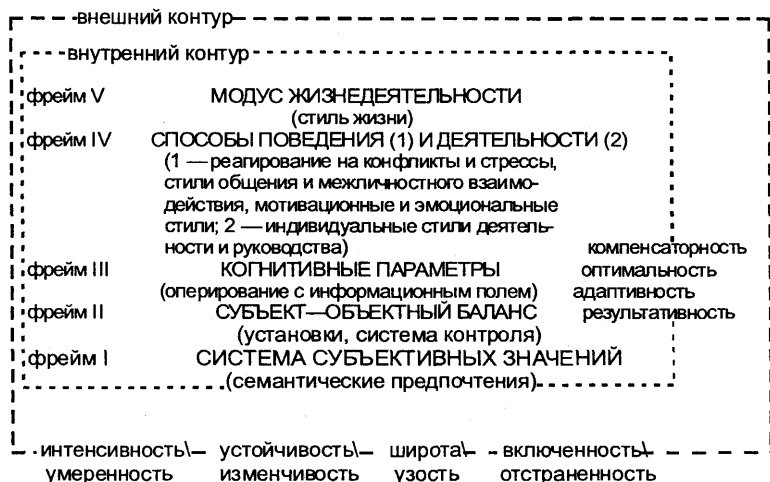 внешний контур
внутренний контур
фрейм V МОДУС ЖИЗНЕДЕЯТЕЛЬНОСТИ
(стиль жизни)
фрейм IV СПОСОБЫ ПОВЕДЕНИЯ (1) И ДЕЯТЕЛЬНОСТИ (2)
(1 — реагирование на конфликты и стрессы,
стили общения и межличностного взаимо-
действия, мотивационные и эмоциональные
стили; 2 — индивидуальные стили деятель-
ности и руководства) компенсаторность
фрейм III КОГНИТИВНЫЕ ПАРАМЕТРЫ оптимальность
(оперирование с информационным полем) адаптивность
фрейм II СУБЪЕКТ—ОБЪЕКТНЫЙ БАЛАНС результативность
(установки, система контроля)
фрейм I СИСТЕМА СУБЪЕКТИВНЫХ ЗНАЧЕНИЙ
(семантические предпочтения)
интенсивность\ устойчивость\ широта\ включенность\
умеренность изменчивость узость отстраненность